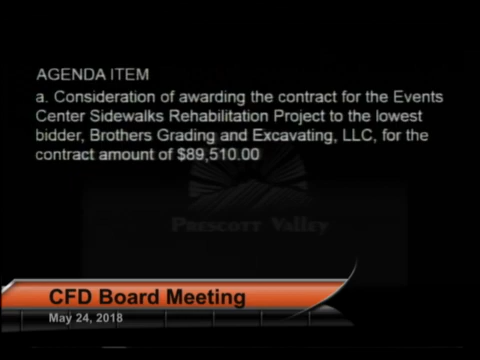 AGENDA ITEM
a. Consideration of awarding the contract for the Events
Center Sidewalks Rehabilitation Project to the lowest
bidder, Brothers Grading and Excavating, LLC, for the
contract amount of $89,510.00
PRESCOTT VALLEY
CFD Board Meeting
May 24, 2018